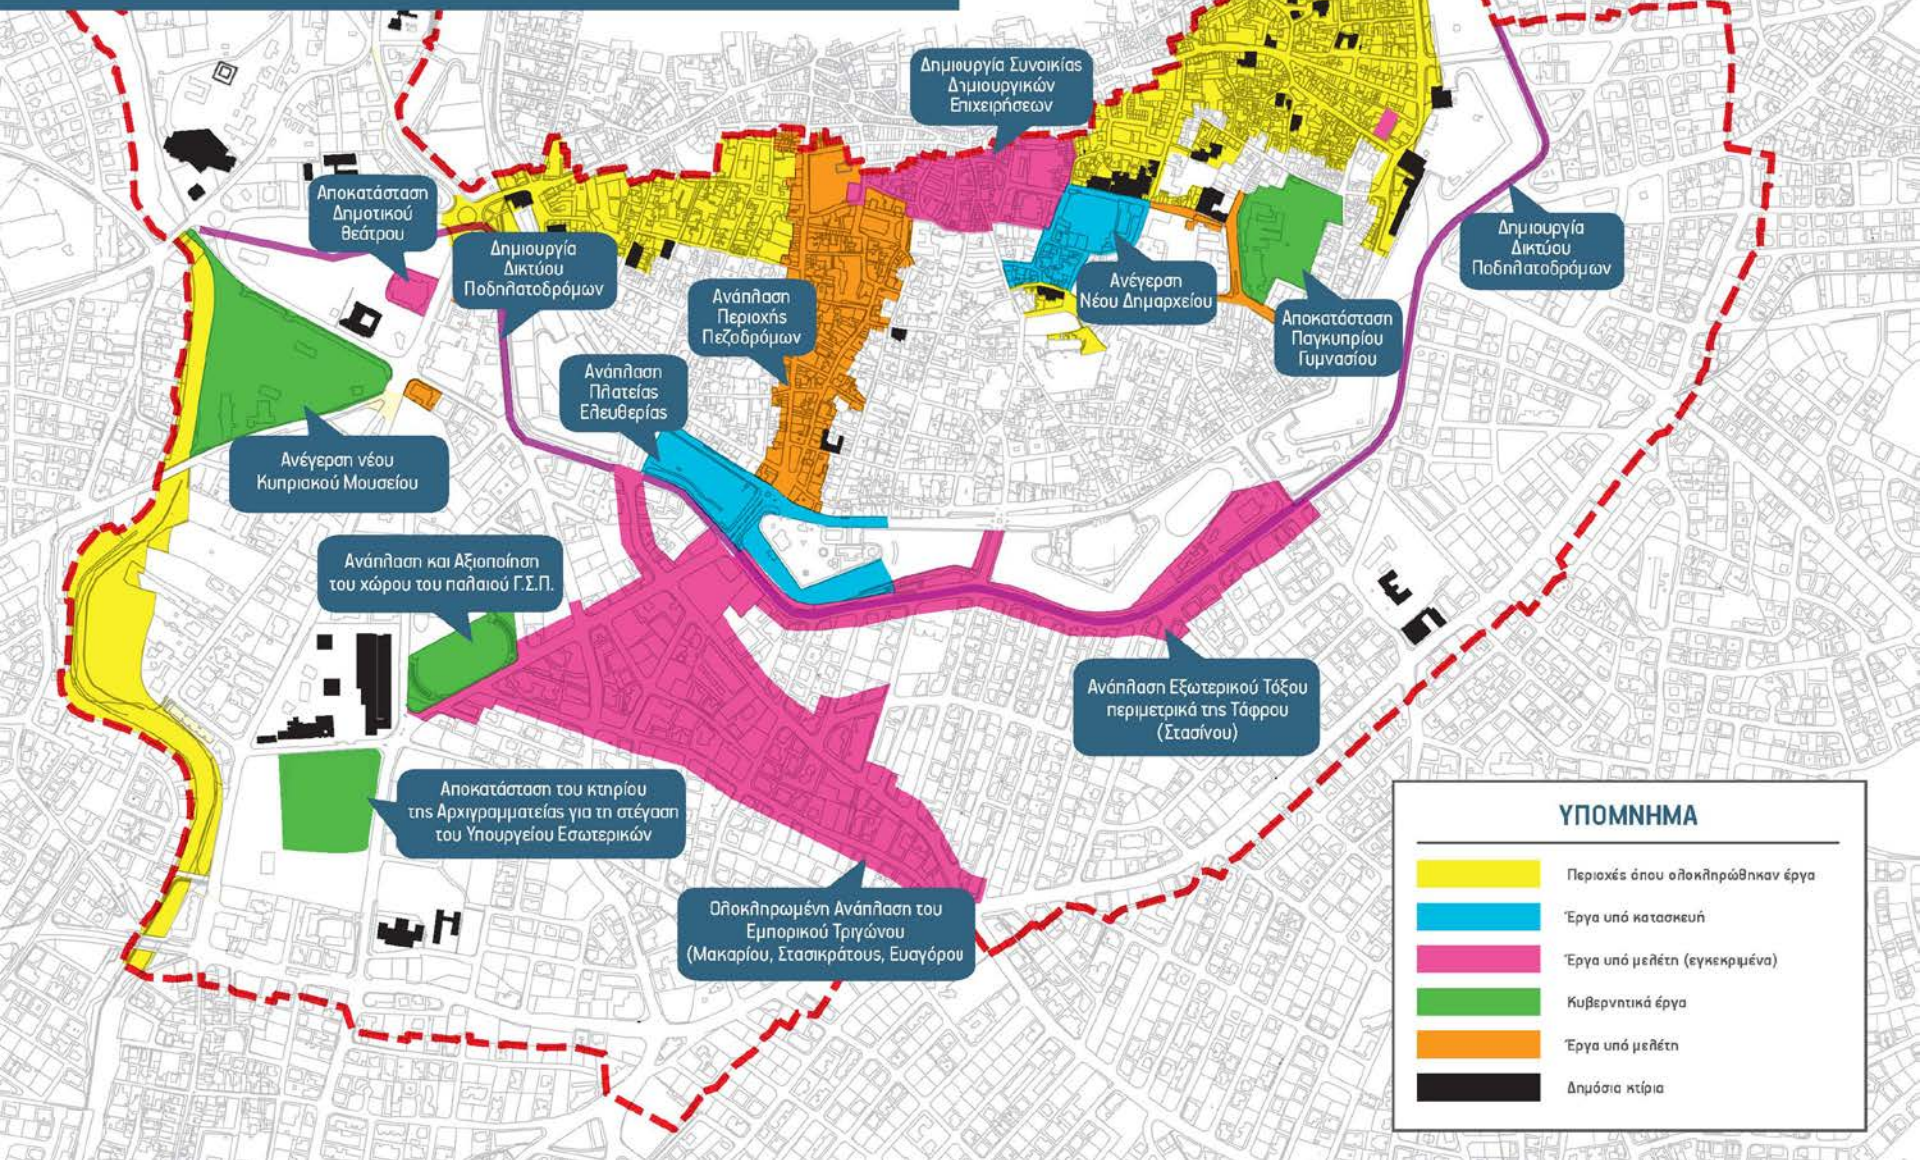 Δημιουργία Συνοικίας
Δημιουργικών
Επιχειρήσεων
Αποκατάσταση
Δημοτικού
θεάτρου
Δημιουργία
Δικτύου
Ποδηλατοδρόμων
Δημιουργία
Δικτύου
Ποδηλατοδρόμων
Ανέγερση
Νέου Δημαρχείου
Ανάπλαση
Περιοχής
Πεζοδρόμων
Αποκατάσταση
Παγκυπρίου
Γυμνασίου
Ανάπλαση
Πλατείας
Ελευθερίας
Ανέγερση νέου
Κυπριακού Μουσείου
Ανάπλαση και Αξιοποίηση
του χώρου του παλαιού Γ.Σ.Π.
Ανάπλαση Εξωτερικού Τόξου
περιμετρικά της Τάφρου
(Στασίνου)
Αποκατάσταση του κτηρίου
της Αρχιγραμματείας για τη στέγαση
του Υπουργείου Εσωτερικών
Ολοκληρωμένη Ανάπλαση του
Εμπορικού Τριγώνου
(Μακαρίου, Στασικράτους, Ευαγόρου
ΥΠΟΜΝΗΜΑ
Περιοχές όπου ολοκληρώθηκαν έργα
Έργα υπό κατασκευή
Έργα υπό μελέτη (εγκεκριμένα)
Κυβερνητικά έργα
Έργα υπό μελέτη
Δημόσια κτίρια